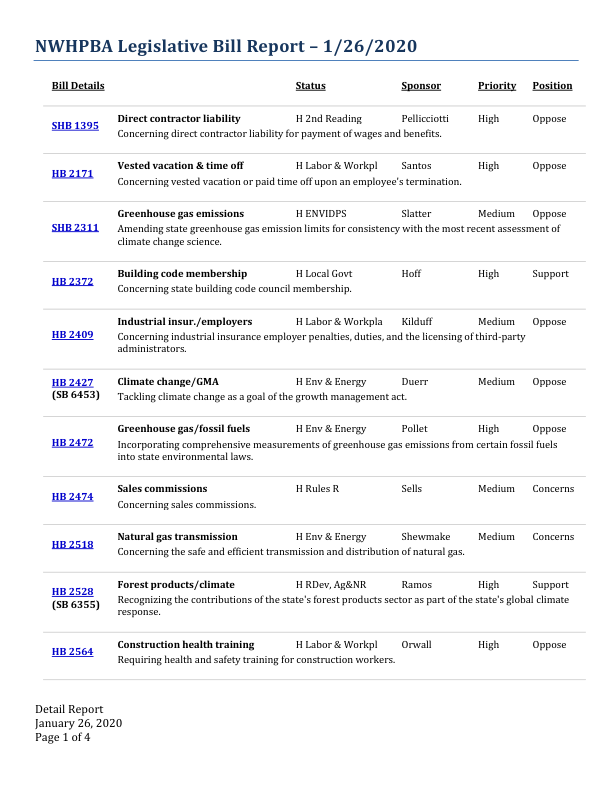 NWHPBA Legislative Bill Report – 1/26/2020
Bill Details Status Sponsor Priority Position
SHB 1395 Direct contractor liability H 2nd Reading Pellicciotti High Oppose
Concerning direct contractor liability for payment of wages and benefits.
HB 2171 Vested vacation & time off H Labor & Workpl Santos High Oppose
Concerning vested vacation or paid time off upon an employee's termination.
SHB 2311 Greenhouse gas emissions H ENVIDPS Slatter Medium Oppose
Amending state greenhouse gas emission limits for consistency with the most recent assessment of
climate change science.
HB 2372 Building code membership H Local Govt Hoff High Support
Concerning state building code council membership.
HB 2409 Industrial insur./employers H Labor & Workpla Kilduff Medium Oppose
Concerning industrial insurance employer penalties, duties, and the licensing of third-party
administrators.
HB 2427 Climate change/GMA H Env & Energy Duerr Medium Oppose
(SB 6453) Tackling climate change as a goal of the growth management act.
HB 2472 Greenhouse gas/fossil fuels H Env & Energy Pollet High Oppose
Incorporating comprehensive measurements of greenhouse gas emissions from certain fossil fuels
into state environmental laws.
HB 2474 Sales commissions H Rules R Sells Medium Concerns
Concerning sales commissions.
HB 2518 Natural gas transmission H Env & Energy Shewmake Medium Concerns
Concerning the safe and efficient transmission and distribution of natural gas.
HB 2528 Forest products/climate H RDev, Ag&NR Ramos High Support
(SB 6355) Recognizing the contributions of the state's forest products sector as part of the state's global climate
response.
HB 2564 Construction health training H Labor & Workpl Orwall High Oppose
Requiring health and safety training for construction workers.
Detail Report
January 26, 2020
Page 1 of 4